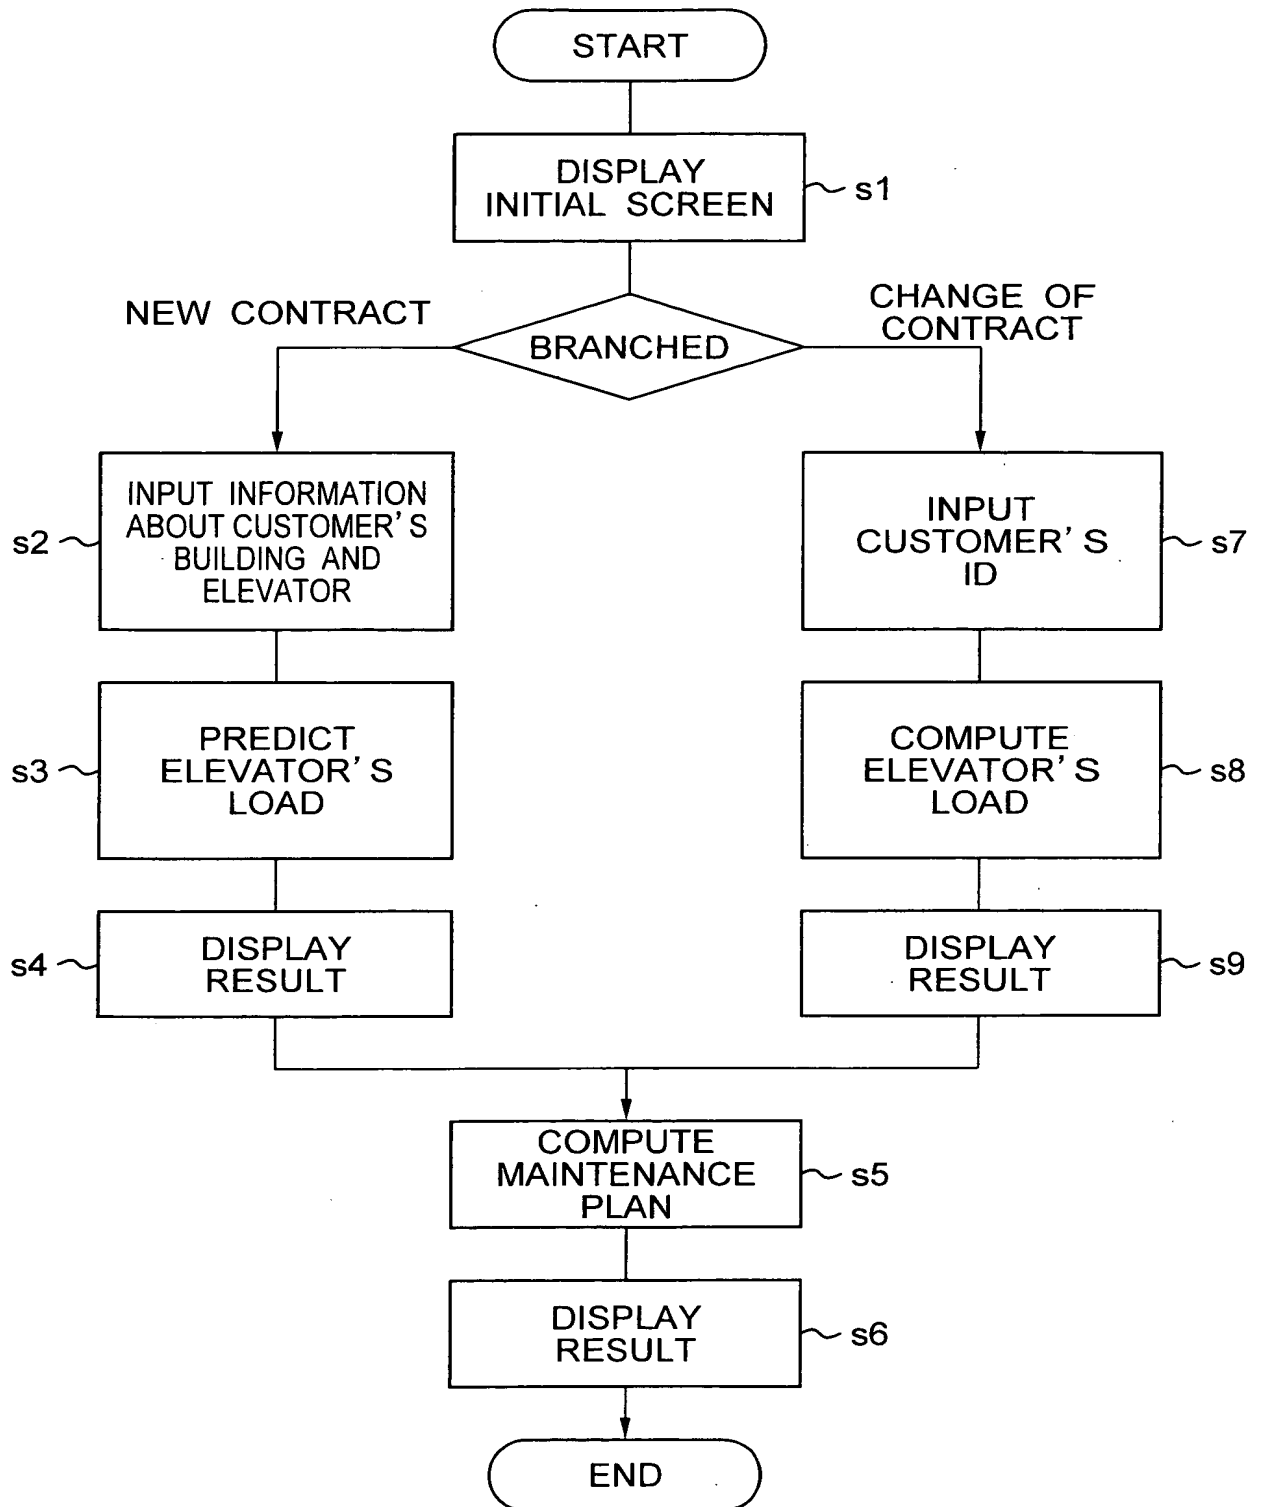 START
DISPLAY
INITIAL SCREEN
s1
NEW CONTRACT
BRANCHED
CHANGE OF
CONTRACT
INPUT INFORMATION
ABOUT CUSTOMER'S
BUILDING AND
ELEVATOR
s2
INPUT
CUSTOMER'S
ID
s7
PREDICT
ELEVATOR'S
LOAD
s3
COMPUTE
ELEVATOR'S
LOAD
s8
DISPLAY
RESULT
s4
DISPLAY
RESULT
s9
COMPUTE
MAINTENANCE
PLAN
s5
DISPLAY
RESULT
s6
END